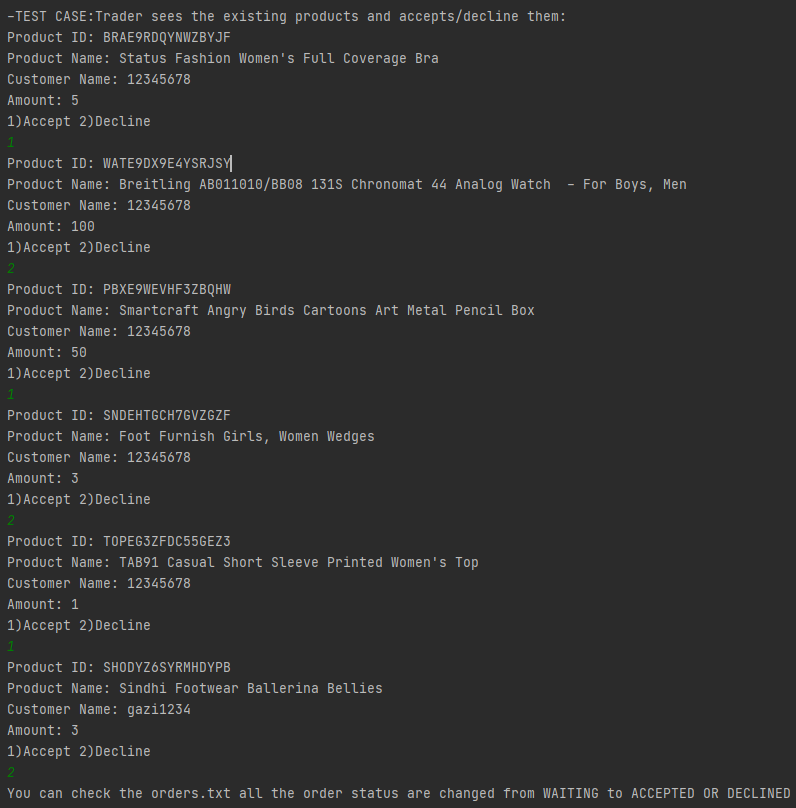 -TEST CASE:Trader sees the existing products and accepts/decline them:
Product ID: BRAE9RDQYNWZBYJF
Product Name: Status Fashion Women's Full Coverage Bra
Customer Name: 12345678
Amount: 5
1)Accept 2)Decline
1
Product ID: WATE9DX9E4YSRJSY
Product Name: Breitling AB011010/BB08 131S Chronomat 44 Analog Watch  - For Boys, Men
Customer Name: 12345678
Amount: 100
1)Accept 2)Decline
2
Product ID: PBXE9WEVHF3ZBQHW
Product Name: Smartcraft Angry Birds Cartoons Art Metal Pencil Box
Customer Name: 12345678
Amount: 50
1)Accept 2)Decline
1
Product ID: SNDEHTGCH7GVZGZF
Product Name: Foot Furnish Girls, Women Wedges
Customer Name: 12345678
Amount: 3
1)Accept 2)Decline
2
Product ID: TOPEG3ZFDC55GEZ3
Product Name: TAB91 Casual Short Sleeve Printed Women's Top
Customer Name: 12345678
Amount: 1
1)Accept 2)Decline
1
Product ID: SHODYZ6SYRMHDYPB
Product Name: Sindhi Footwear Ballerina Bellies
Customer Name: gazi1234
Amount: 3
1)Accept 2)Decline
2
You can check the orders.txt all the order status are changed from WAITING to ACCEPTED OR DECLINED